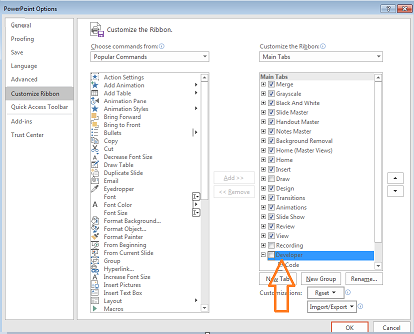 PowerPoint Options
General
Proofing
Save
Language
Advanced
Customize Ribbon
Quick Access Toolbar
Add-ins
Trust Center
Customize the Ribbon.
Choose commands from:
Popular Commands
Action Settings
Add Animation
Add Table
Animation Pane
Animation Styles
Bring Forward
Bring to Front
Bullets
Copy
Cut
Decrease Font Size
Draw Table
Duplicate Slide
Email
Eyedropper
Font
Font Color
Font Size
Format Background...
Format Object...
Format Painter
From Beginning
From Current Slide
Group
Hyperlink...
Increase Font Size
Insert Pictures
Insert Text Box
Layout
Macros
Add >>
<< Remove
Customize the Ribbon:
Main Tabs
Main Tabs
Merge
Grayscale
Black And White
Slide Master
Handout Master
Notes Master
Background Removal
Home (Master Views)
Home
Insert
Draw
Design
Transitions
Animations
Slide Show
Review
View
Recording
Developer
Code
New Tab
New Group
Rename...
Customizations:
Reset
Import/Export
OK
Cancel